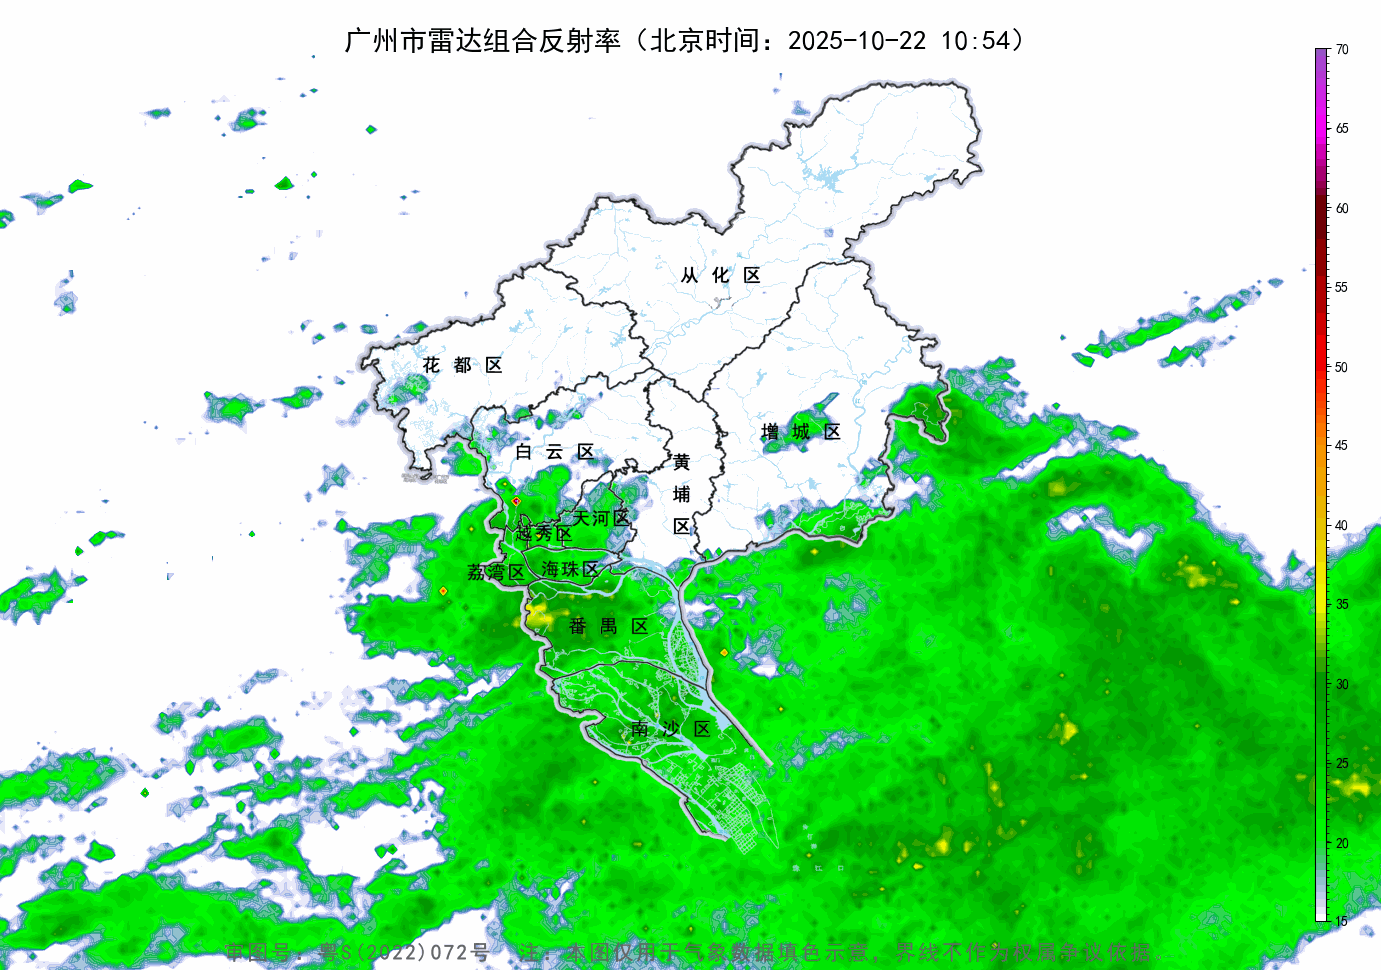 广州市雷达组合反射率（北京时间：2025-10-22 10:54）
70
65
60
55
50
45
40
35
30
25
20
15
从化区
花都区
增城区
白云区
黄埔区
天河区
越秀区
海珠区
荔湾区
番禺区
南沙区
审图号：粤S(2022)072号 注：本图仅用于气象数据填色示意，界线不作为权属争议依据。